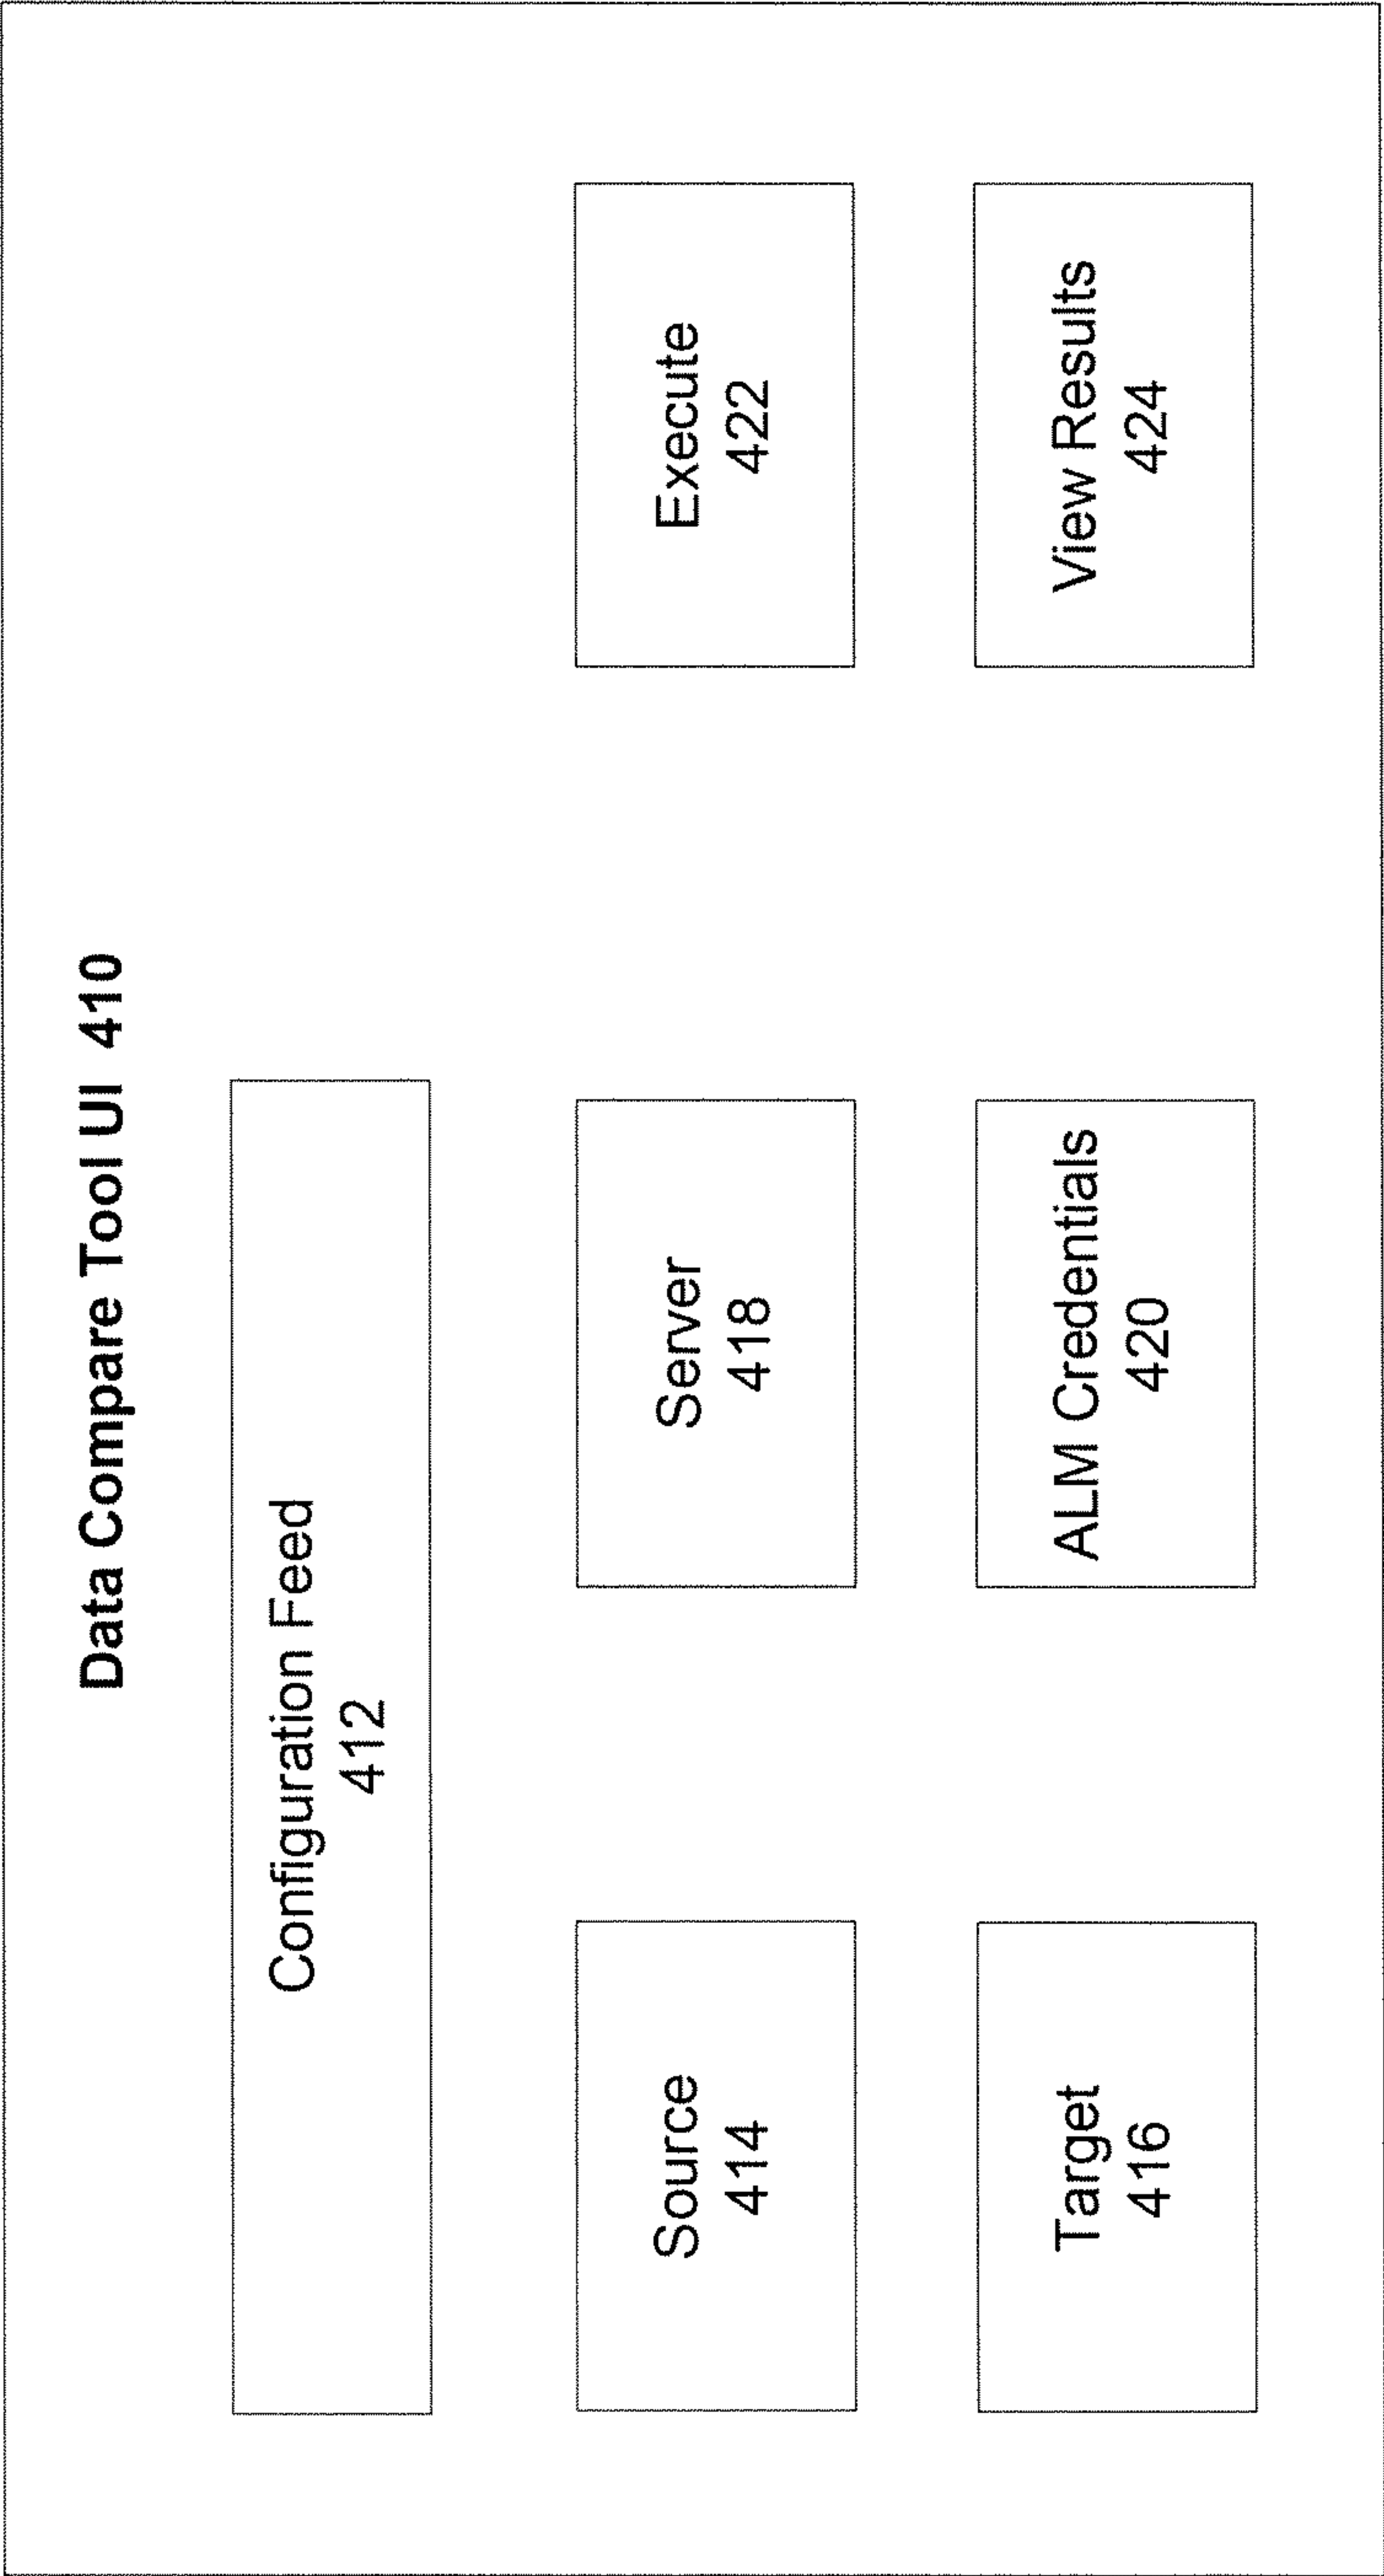 Data Compare Tool UI 410
Configuration Feed
412
Source
414
Server
418
Execute
422
Target
416
ALM Credentials
420
View Results
424